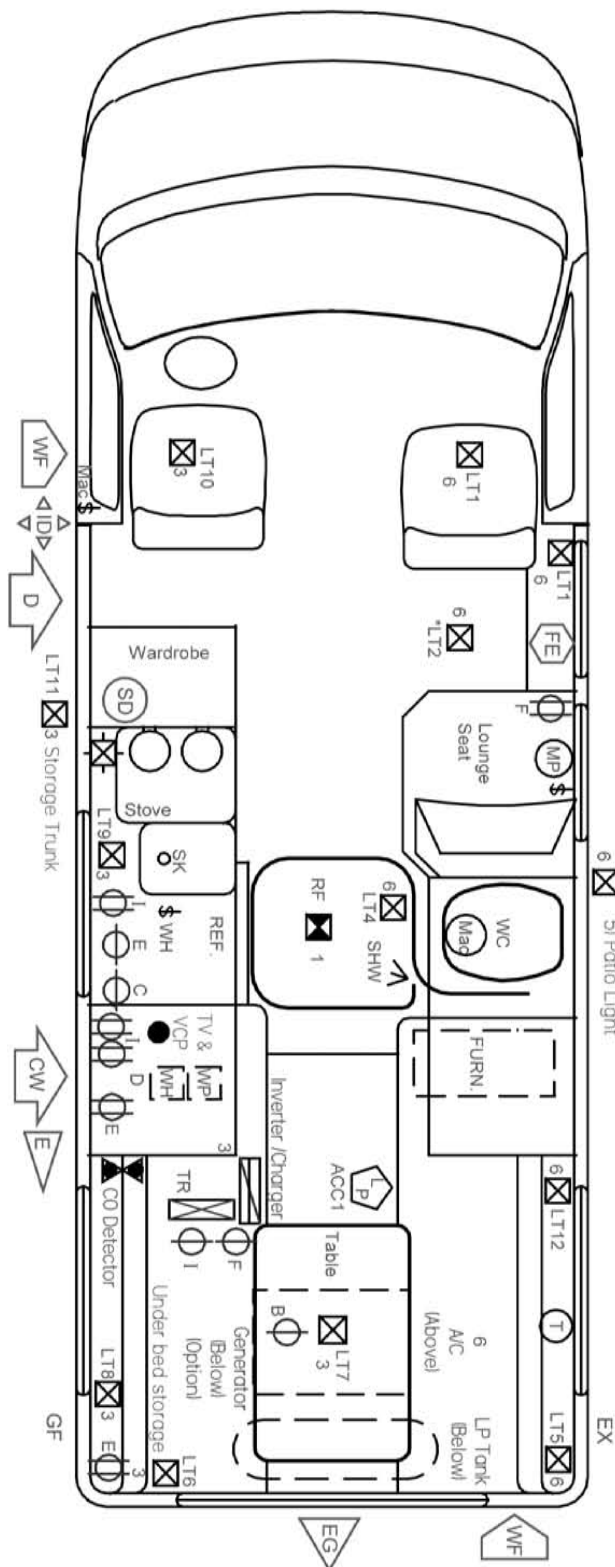 LT10
3
LT1
6
WF
Mac $
ID
LT1
6
D
6
*LT2
FE
Wardrobe
SD
LT11
3 Storage Trunk
F
MP
$
Lounge
Seat
Stove
LT9
3
SK
6
5) Patio Light
6
LT4
RF
1
SHW
WC
Mac
I
$ WH
REF.
E
C
I
TV &
VCP
D
WH
WP
E
FURN.
CW
E
3
Inverter /Charger
TR
LP
ACC1
6
LT12
CO Detector
I
F
Table
T
B
LT7
3
6
A/C
(Above)
Generator
(Below)
(Option)
Under bed storage
LT8
3
GF
E
3
LT6
LP Tank
(Below)
LT5
6
EX
EG
WF